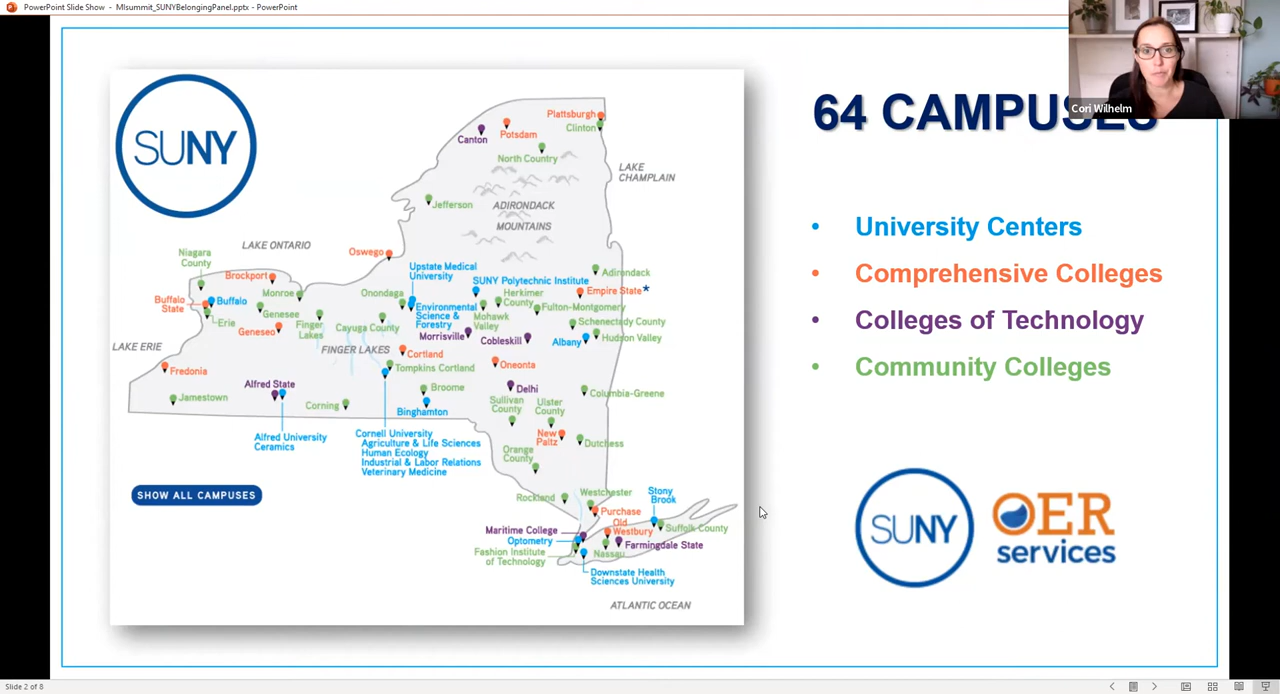 PowerPoint Slide Show - MIsummit_SUNYBelongingPanel.pptx - PowerPoint
Cori Wilhelm
64 CAMPUSES
SUNY
Plattsburgh
Clinton
Potsdam
Canton
North Country
LAKE
CHAMPLAIN
Jefferson
ADIRONDACK
MOUNTAINS
LAKE ONTARIO
Oswego
Niagara
County
Brockport
Upstate Medical
University
SUNY Polytechnic Institute
Adirondack
Empire State*
Monroe
Onondaga
Herkimer
County
Fulton-Montgomery
Buffalo
State
Buffalo
Genesee
Environmental
Science &
Forestry
Mohawk
Valley
Erie
Geneseo
Finger
Lakes
Cayuga County
Schenectady County
Morrisville
Cobleskill
Albany
Hudson Valley
LAKE ERIE
FINGER LAKES
Cortland
Tompkins Cortland
Oneonta
Fredonia
Alfred State
Broome
Delhi
Columbia-Greene
Jamestown
Corning
Binghamton
Sullivan
County
Ulster
County
Alfred University
Ceramics
Cornell University
Agriculture & Life Sciences
Human Ecology
Industrial & Labor Relations
Veterinary Medicine
New
Paltz
Dutchess
Orange
County
SHOW ALL CAMPUSES
Rockland
Westchester
Stony
Brook
Purchase
Old
Westbury
Suffolk County
Maritime College
Optometry
Fashion Institute
of Technology
Nassau
Farmingdale State
Downstate Health
Sciences University
ATLANTIC OCEAN
• University Centers
• Comprehensive Colleges
• Colleges of Technology
• Community Colleges
SUNY
OER
services
Slide 2 of 8